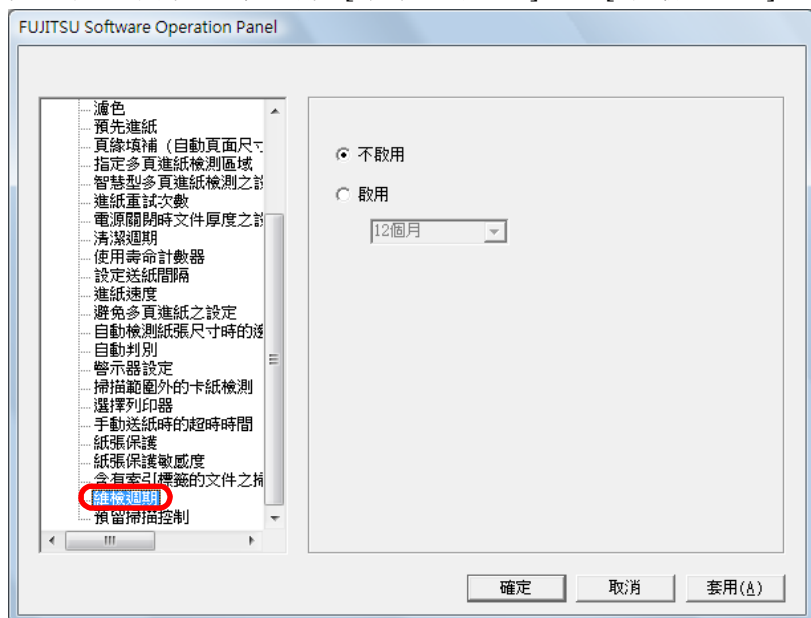 FUJITSU Software Operation Panel
濾色
預先進紙
頁緣填補（自動頁面尺寸
指定多頁進紙檢測區域
智慧型多頁進紙檢測之設
進紙重試次數
電源關閉時文件厚度之設
清潔週期
使用壽命計數器
設定送紙間隔
進紙速度
避免多頁進紙之設定
自動檢測紙張尺寸時的邊
自動判別
警示器設定
掃描範圍外的卡紙檢測
選擇列印器
手動送紙時的超時時間
紙張保護
紙張保護敏感度
含有索引標籤的文件之掃
維檢週期
預留掃描控制
不啟用
啟用
12個月
確定 取消 套用(A)